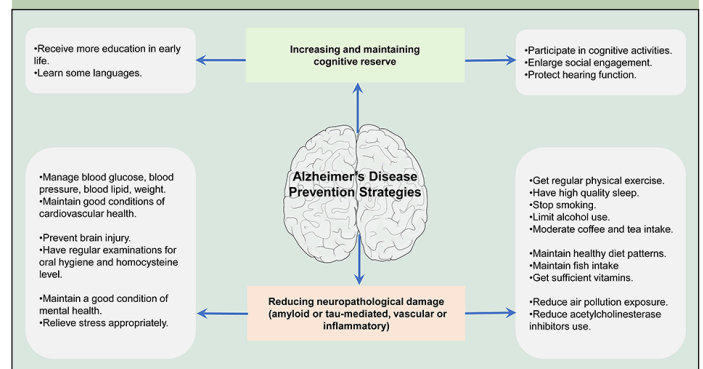 •Receive more education in early
life.
•Learn some languages.
Increasing and maintaining
cognitive reserve
•Participate in cognitive activities.
•Enlarge social engagement.
•Protect hearing function.
Alzheimer's Disease
Prevention Strategies
•Manage blood glucose, blood
pressure, blood lipid, weight.
•Maintain good conditions of
cardiovascular health.
•Prevent brain injury.
•Have regular examinations for
oral hygiene and homocysteine
level.
•Maintain a good condition of
mental health.
•Relieve stress appropriately.
Reducing neuropathological damage
(amyloid or tau-mediated, vascular or
inflammatory)
•Get regular physical exercise.
•Have high quality sleep.
•Stop smoking.
•Limit alcohol use.
•Moderate coffee and tea intake.
•Maintain healthy diet patterns.
•Maintain fish intake
•Get sufficient vitamins.
•Reduce air pollution exposure.
•Reduce acetylcholinesterase
inhibitors use.